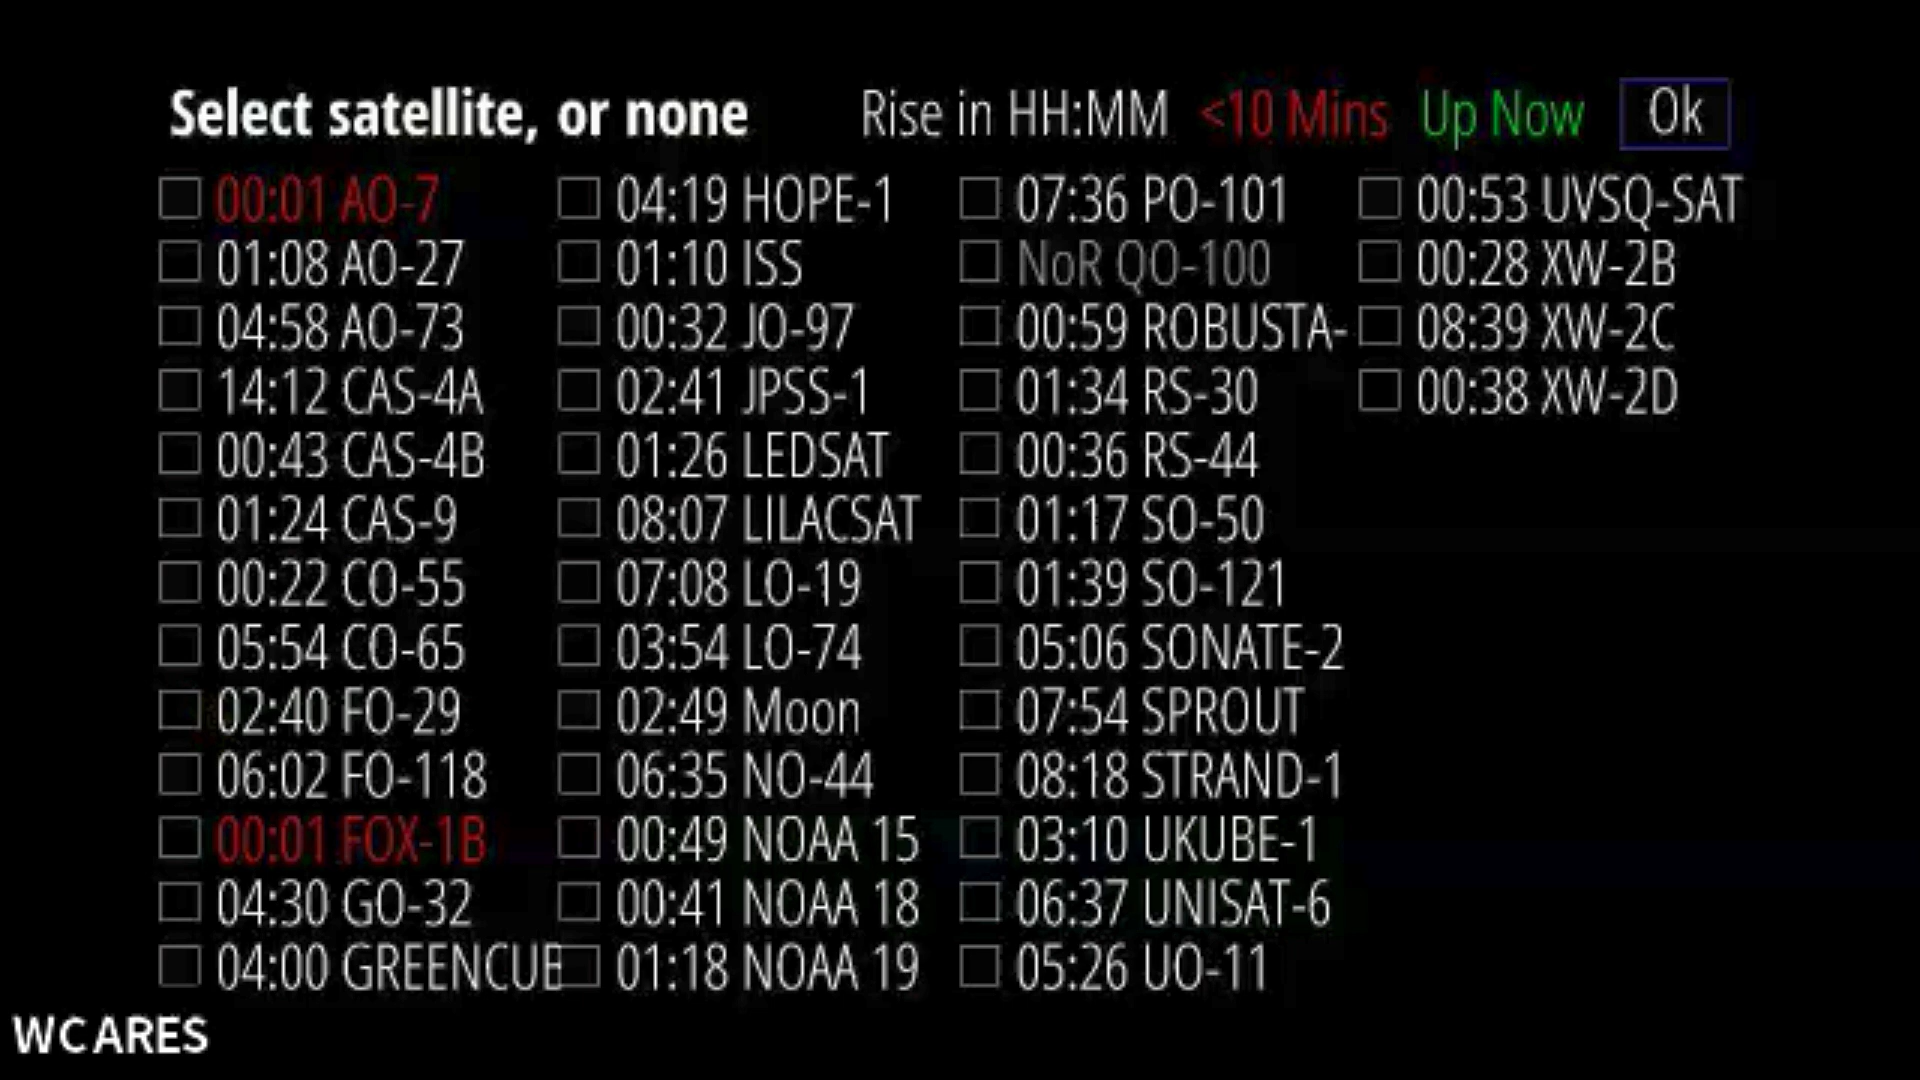 Select satellite, or none Rise in HH:MM <10 Mins Up Now Ok
00:01 AO-7 04:19 HOPE-1 07:36 PO-101 00:53 UVSQ-SAT
01:08 AO-27 01:10 ISS NoR QO-100 00:28 XW-2B
04:58 AO-73 00:32 JO-97 00:59 ROBUSTA- 08:39 XW-2C
14:12 CAS-4A 02:41 JPSS-1 01:34 RS-30 00:38 XW-2D
00:43 CAS-4B 01:26 LEDSAT 00:36 RS-44
01:24 CAS-9 08:07 LILACSAT 01:17 SO-50
00:22 CO-55 07:08 LO-19 01:39 SO-121
05:54 CO-65 03:54 LO-74 05:06 SONATE-2
02:40 FO-29 02:49 Moon 07:54 SPROUT
06:02 FO-118 06:35 NO-44 08:18 STRAND-1
00:01 FOX-1B 00:49 NOAA 15 03:10 UKUBE-1
04:30 GO-32 00:41 NOAA 18 06:37 UNISAT-6
04:00 GREENCUB 01:18 NOAA 19 05:26 UO-11
WCARES